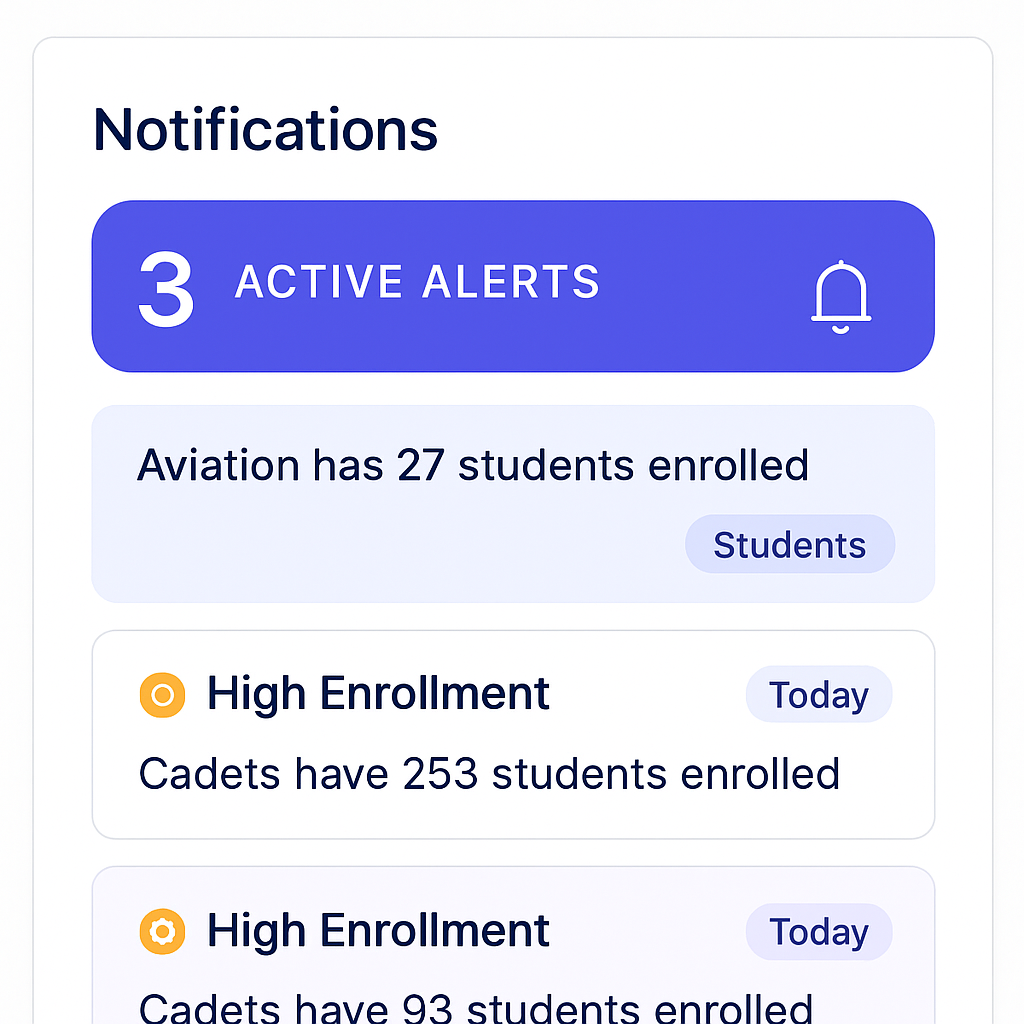 Notifications
3 ACTIVE ALERTS
Aviation has 27 students enrolled
Students
High Enrollment
Today
Cadets have 253 students enrolled
High Enrollment
Today
Cadets have 93 students enrolled